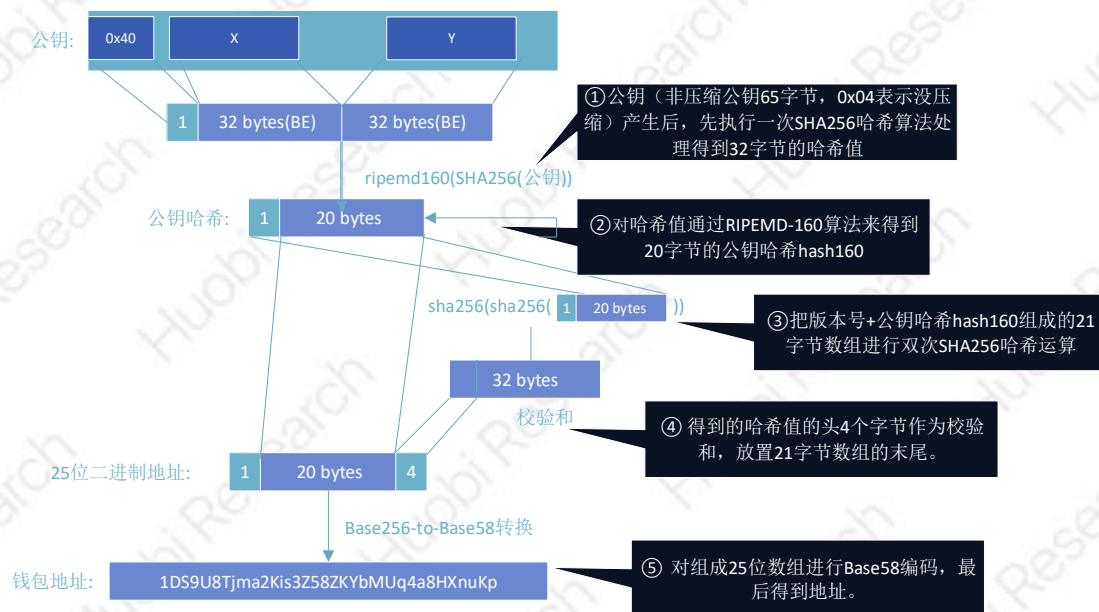 公钥:
0x40
X
Y
1
32 bytes(BE)
32 bytes(BE)
①公钥（非压缩公钥65字节，0x04表示没压
缩）产生后，先执行一次SHA256哈希算法处
理得到32字节的哈希值
ripemd160(SHA256(公钥))
公钥哈希:
1
20 bytes
②对哈希值通过RIPEMD-160算法来得到
20字节的公钥哈希hash160
sha256(sha256(
1
20 bytes
))
③把版本号+公钥哈希hash160组成的21
字节数组进行双次SHA256哈希运算
32 bytes
校验和
④ 得到的哈希值的头4个字节作为校验
和，放置21字节数组的末尾。
25位二进制地址:
1
20 bytes
4
Base256-to-Base58转换
钱包地址:
1DS9U8Tjma2Kis3Z58ZKYbMUq4a8HXnuKp
⑤ 对组成25位数组进行Base58编码，最
后得到地址。
Huobi Research